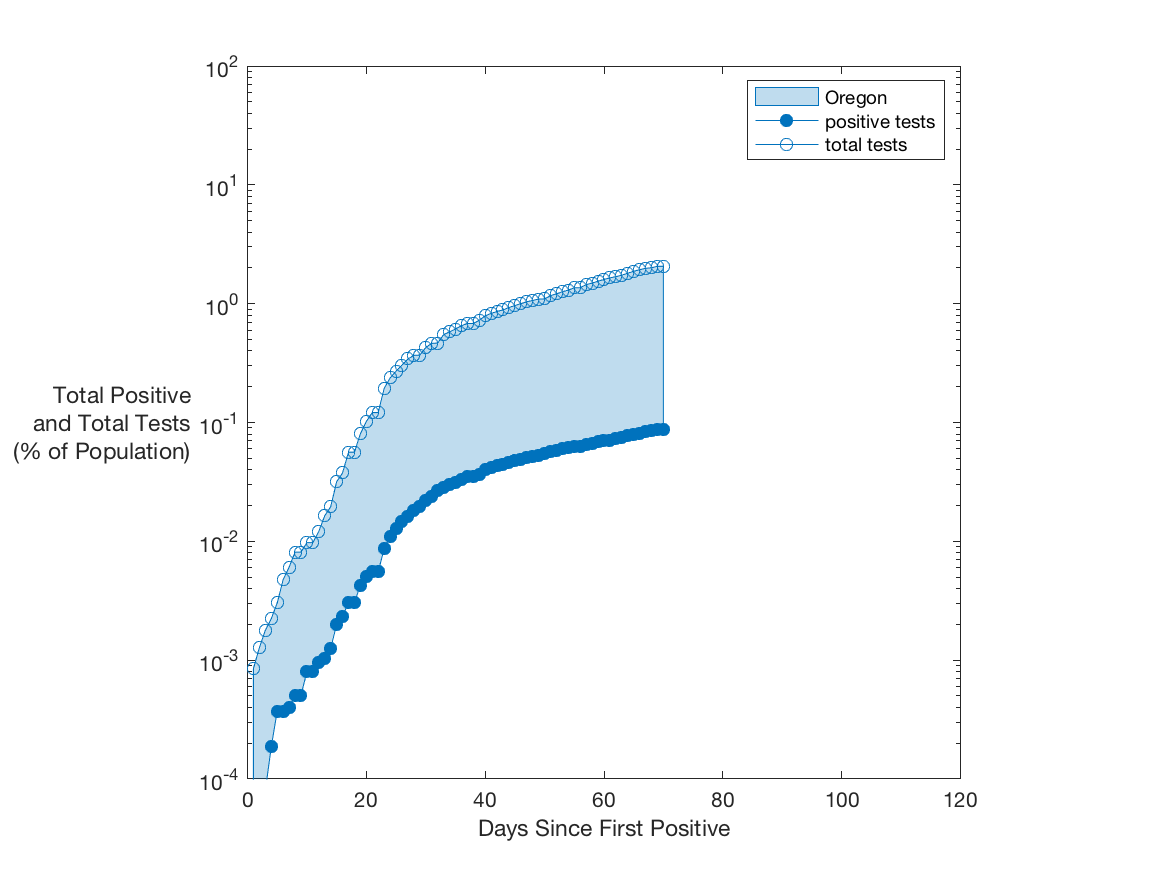 10^2
10^1
10^0
10^-1
10^-2
10^-3
10^-4
Total Positive
and Total Tests
(% of Population)
0 20 40 60 80 100 120
Days Since First Positive
Oregon
positive tests
total tests